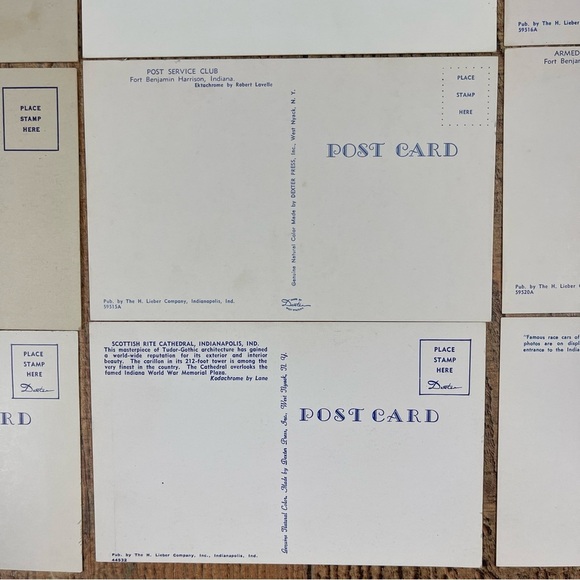 Pub. by The H. Lieber
59516A
PLACE
STAMP
HERE
POST SERVICE CLUB
Fort Benjamin Harrison, Indiana.
Ektachrome by Robert Lavelle
PLACE
STAMP
HERE
POST CARD
Genuine Natural Color Made by DEXTER PRESS, Inc., West Nyack, N. Y.
Pub. by The H. Lieber Company, Indianapolis, Ind.
59513A
Dexter
ARMED
Fort Benjam
Pub. by The H. Lieber Co
59520A
PLACE
STAMP
HERE
Dexter
RD
SCOTTISH RITE CATHEDRAL, INDIANAPOLIS, IND.
This masterpiece of Tudor-Gothic architecture has gained
a world-wide reputation for its exterior and interior
beauty. The carillon in its 212-foot tower is among the
very finest in the country. The Cathedral overlooks the
famed Indiana World War Memorial Plaza.
Kodachrome by Lane
PLACE
STAMP
HERE
Dexter
POST CARD
Genuine Natural Color. Made by Dexter Press, Inc., West Nyack, N. Y.
Pub. by The H. Lieber Company, Inc., Indianapolis, Ind.
44938
"Famous race cars of
photos are on displ
entrance to the India